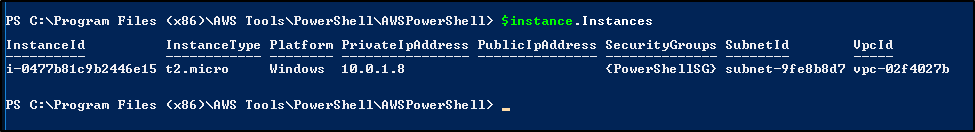 PS C:\Program Files (x86)\AWS Tools\PowerShell\AWSPowerShell> $instance.Instances
InstanceId InstanceType Platform PrivateIpAddress PublicIpAddress SecurityGroups SubnetId VpcId
---------- ------------ -------- ---------------- --------------- -------------- -------- -----
i-0477b81c9b2446e15 t2.micro Windows 10.0.1.8 {PowerShellSG} subnet-9fe8b8d7 vpc-02f4027b
PS C:\Program Files (x86)\AWS Tools\PowerShell\AWSPowerShell> _